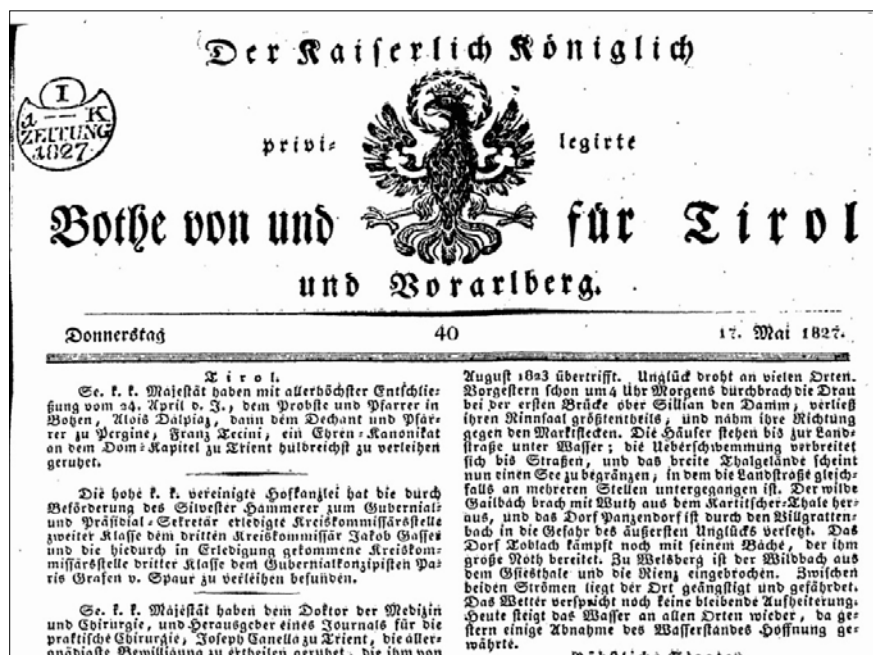 Der Kaiserlich Königlich
privi= legirte
Bothe von und für Tirol
und Vorarlberg.
I
1 — K
ZEITUNG
1827.
Donnerstag 40 17. Mai 1827.
Tirol.
Se. k. k. Majestät haben mit allerhöchster Entschlie=
ßung vom 24. April d. J., dem Probste und Pfarrer in
Botzen, Alois Dalpiaz, dann dem Dechant und Pfar=
rer zu Pergine, Franz Tecini, ein Ehren=Kanonikat
an dem Dom=Kapitel zu Trient huldreichst zu verleihen
geruhet.
Die hohe k. k. vereinigte Hofkanzlei hat die durch
Beförderung des Silvester Hammerer zum Gubernial=
und Präsidial=Sekretär erledigte Kreiskommissärsstelle
zweiter Klasse dem dritten Kreiskommissär Jakob Gasser
und die hiedurch in Erledigung gekommene Kreiskom=
missärsstelle dritter Klasse dem Gubernialkonzipisten Pa=
ris Grafen v. Spaur zu verleihen befunden.
Se. k. k. Majestät haben dem Doktor der Medizin
und Chirurgie, und Herausgeber eines Journals für die
praktische Chirurgie, Joseph Canella zu Trient, die aller=
gnädigste Bewilligung zu ertheilen geruhet, die ihm von
August 1823 übertrifft. Unglück droht an vielen Orten.
Vorgestern schon um 4 Uhr Morgens durchbrach die Drau
bei der ersten Brücke ober Sillian den Damm, verließ
ihren Rinnsaal größtentheils, und nahm ihre Richtung
gegen den Marktflecken. Die Häuser stehen bis zur Land=
straße unter Wasser; die Ueberschwemmung verbreitet
sich bis Straßen, und das breite Thalgelände scheint
nun einen See zu begränzen, in dem die Landstraße gleich=
falls an mehreren Stellen untergegangen ist. Der wilde
Gailbach brach mit Wuth aus dem Kartitscher=Thale her=
aus, und das Dorf Panzendorf ist durch den Villgratten=
bach in die Gefahr des äußersten Unglücks versetzt. Das
Dorf Toblach kämpft noch mit seinem Bache, der ihm
große Noth bereitet. Zu Welsberg ist der Wildbach aus
dem Gsiesthale und die Rienz eingebrochen. Zwischen
beiden Strömen liegt der Ort geängstigt und gefährdet.
Das Wetter verspricht noch keine bleibende Aufheiterung.
Heute steigt das Wasser an allen Orten wieder, da ge=
stern einige Abnahme des Wasserstandes Hoffnung ge=
währte.